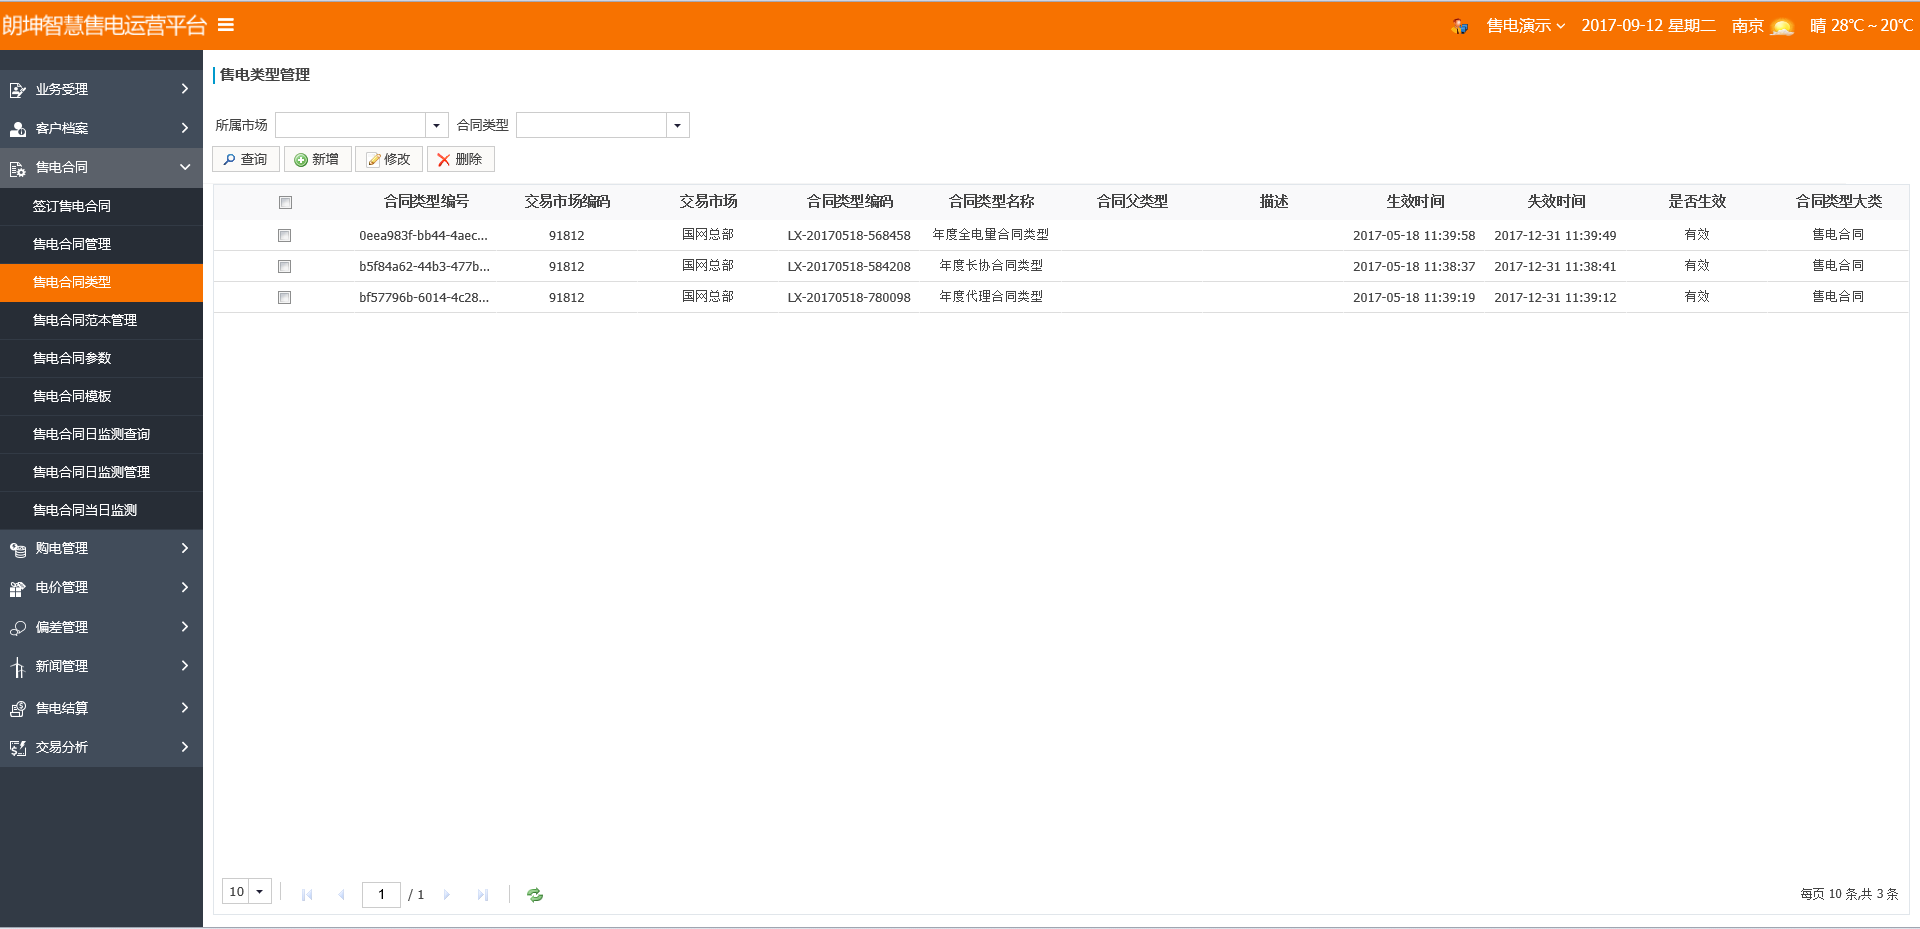 朗坤智慧售电运营平台
售电演示 2017-09-12 星期二 南京 晴 28℃~20℃
业务受理
客户档案
售电合同
签订售电合同
售电合同管理
售电合同类型
售电合同范本管理
售电合同参数
售电合同模板
售电合同日监测查询
售电合同日监测管理
售电合同当日监测
购电管理
电价管理
偏差管理
新闻管理
售电结算
交易分析
售电类型管理
所属市场 合同类型
查询 新增 修改 删除
合同类型编号 交易市场编码 交易市场 合同类型编码 合同类型名称 合同父类型 描述 生效时间 失效时间 是否生效 合同类型大类
0eea983f-bb44-4aec... 91812 国网总部 LX-20170518-568458 年度全电量合同类型 2017-05-18 11:39:58 2017-12-31 11:39:49 有效 售电合同
b5f84a62-44b3-477b... 91812 国网总部 LX-20170518-584208 年度长协合同类型 2017-05-18 11:38:37 2017-12-31 11:38:41 有效 售电合同
bf57796b-6014-4c28... 91812 国网总部 LX-20170518-780098 年度代理合同类型 2017-05-18 11:39:19 2017-12-31 11:39:12 有效 售电合同
10 1 / 1 每页 10 条,共 3 条